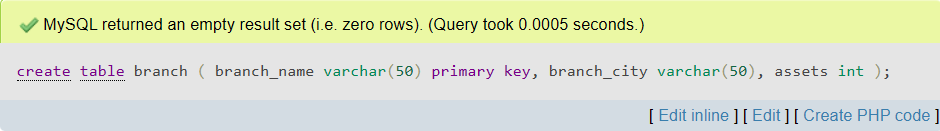 MySQL returned an empty result set (i.e. zero rows). (Query took 0.0005 seconds.)
create table branch ( branch_name varchar(50) primary key, branch_city varchar(50), assets int );
[ Edit inline ] [ Edit ] [ Create PHP code ]